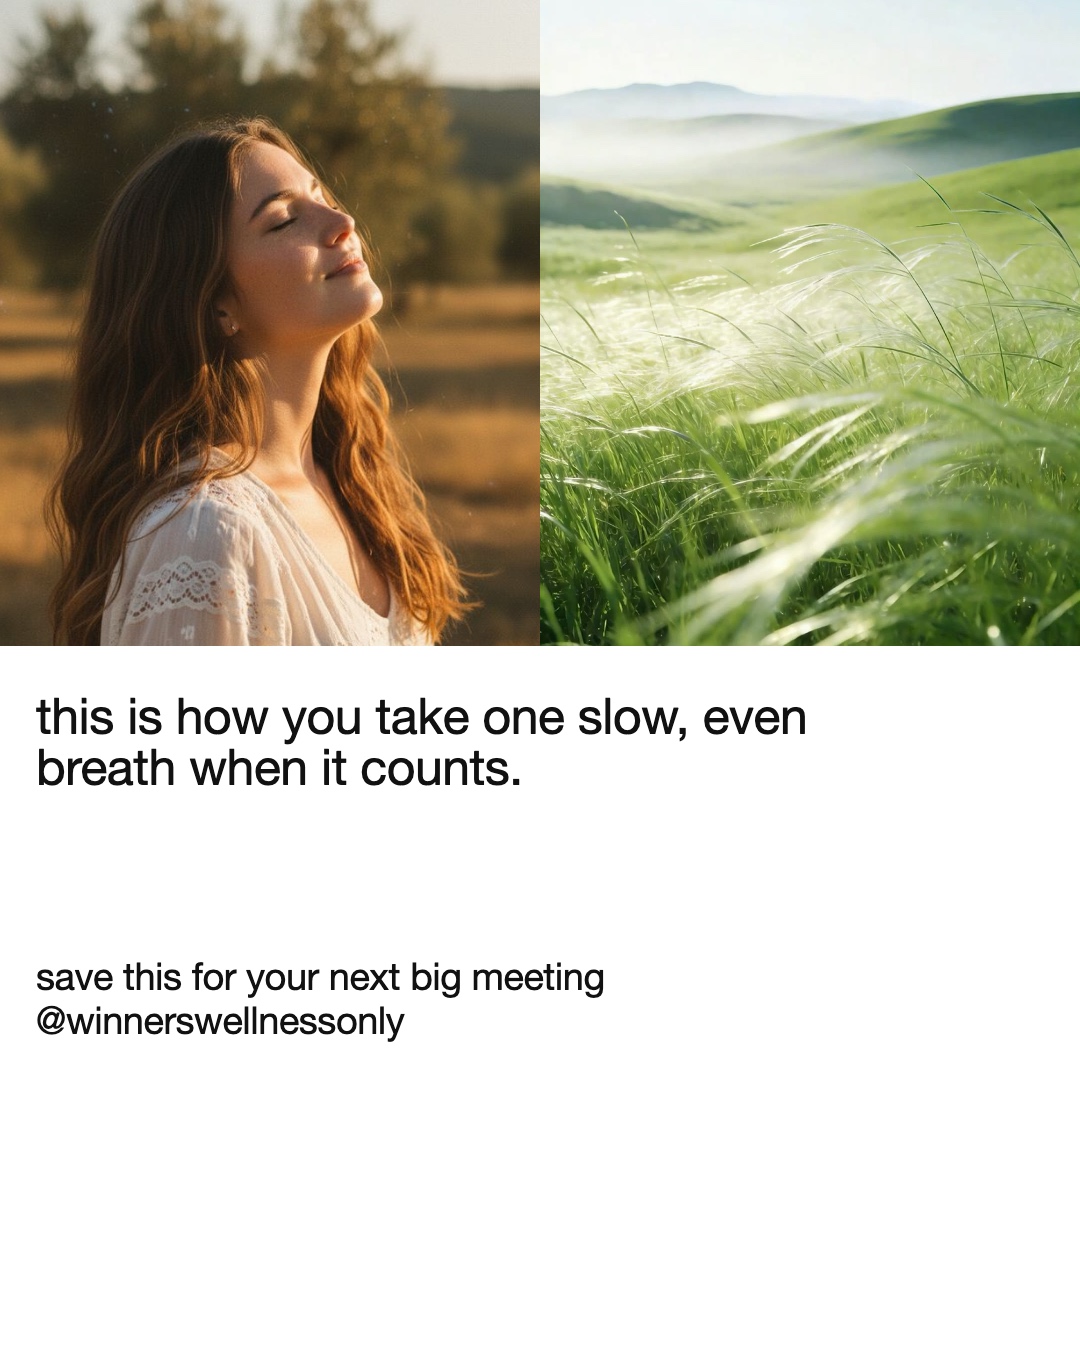 this is how you take one slow, even
breath when it counts.
save this for your next big meeting
@winnerswellnessonly